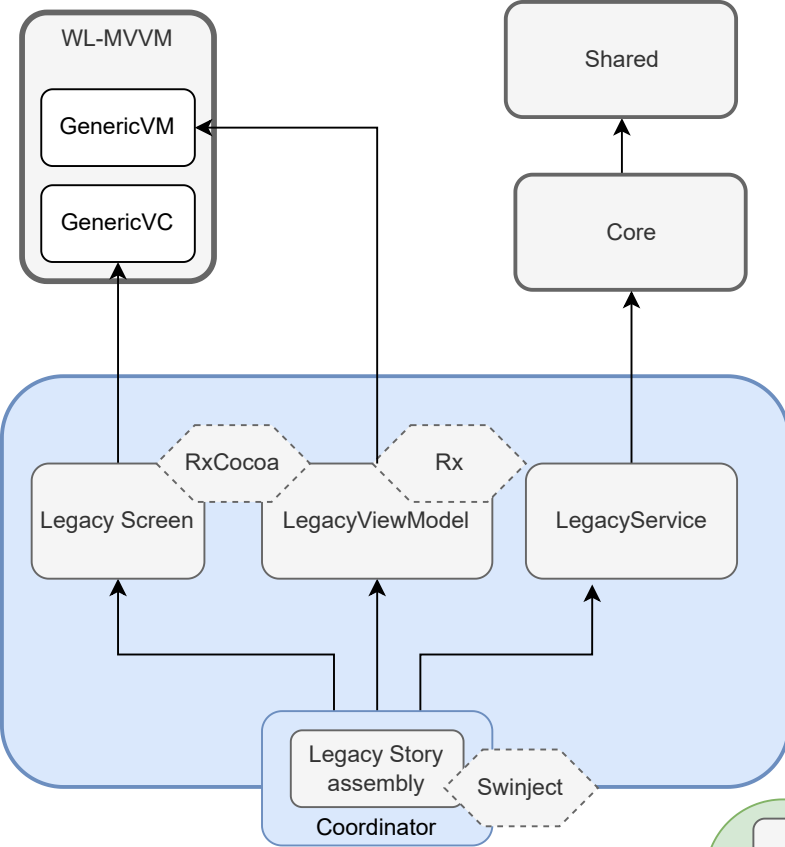 WL-MVVM
Shared
GenericVM
GenericVC
Core
RxCocoa
Rx
Legacy Screen
LegacyViewModel
LegacyService
Legacy Story
assembly
Swinject
Coordinator